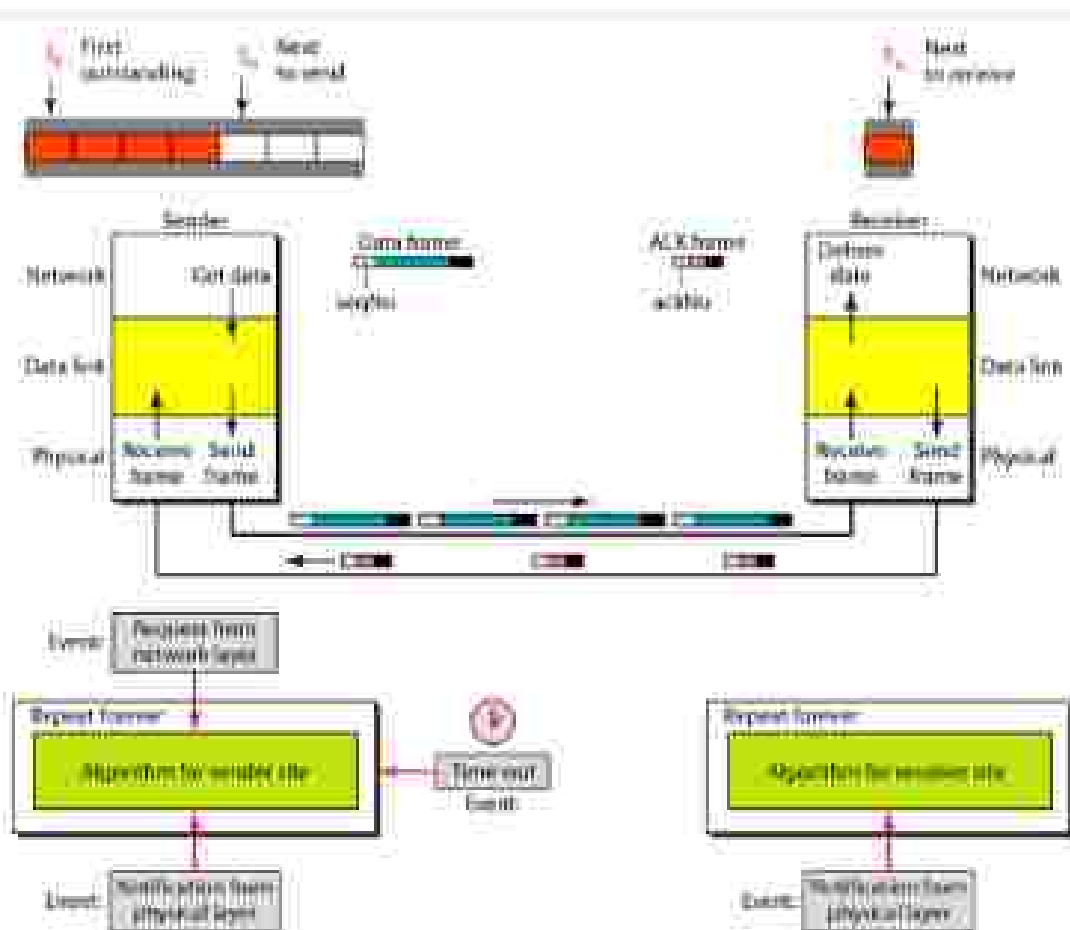 First
outstanding
Next
to send
Next
to receive
Sender
Receiver
Data frame
ACK frame
seqNo
ackNo
Network
Get data
Deliver
data
Network
Data link
Data link
Physical
Receive
frame
Send
frame
Receive
frame
Send
frame
Physical
Event:
Request from
network layer
Repeat forever
Algorithm for sender site
Time-out
Event:
Repeat forever
Algorithm for receiver site
Event:
Notification from
physical layer
Event:
Notification from
physical layer